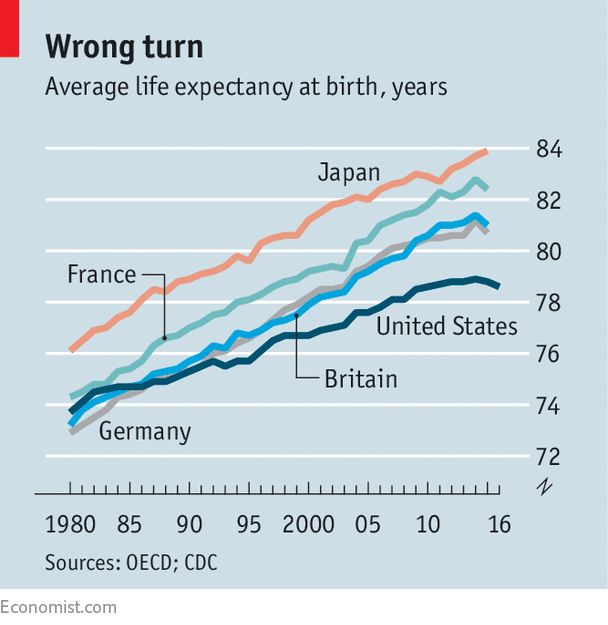 Wrong turn
Average life expectancy at birth, years
84
Japan
82
80
France
78
United States
76
Britain
74
Germany
72
1980 85 90 95 2000 05 10 16
Sources: OECD; CDC
Economist.com